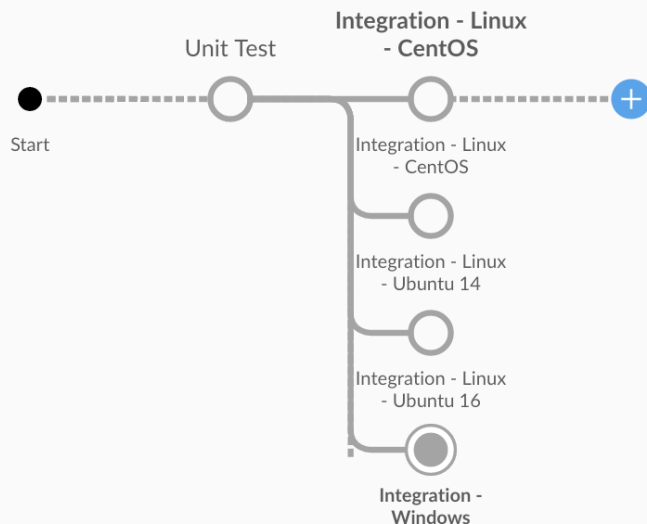 Integration - Linux
- CentOS
Unit Test
Start
Integration - Linux
- CentOS
Integration - Linux
- Ubuntu 14
Integration - Linux
- Ubuntu 16
Integration -
Windows